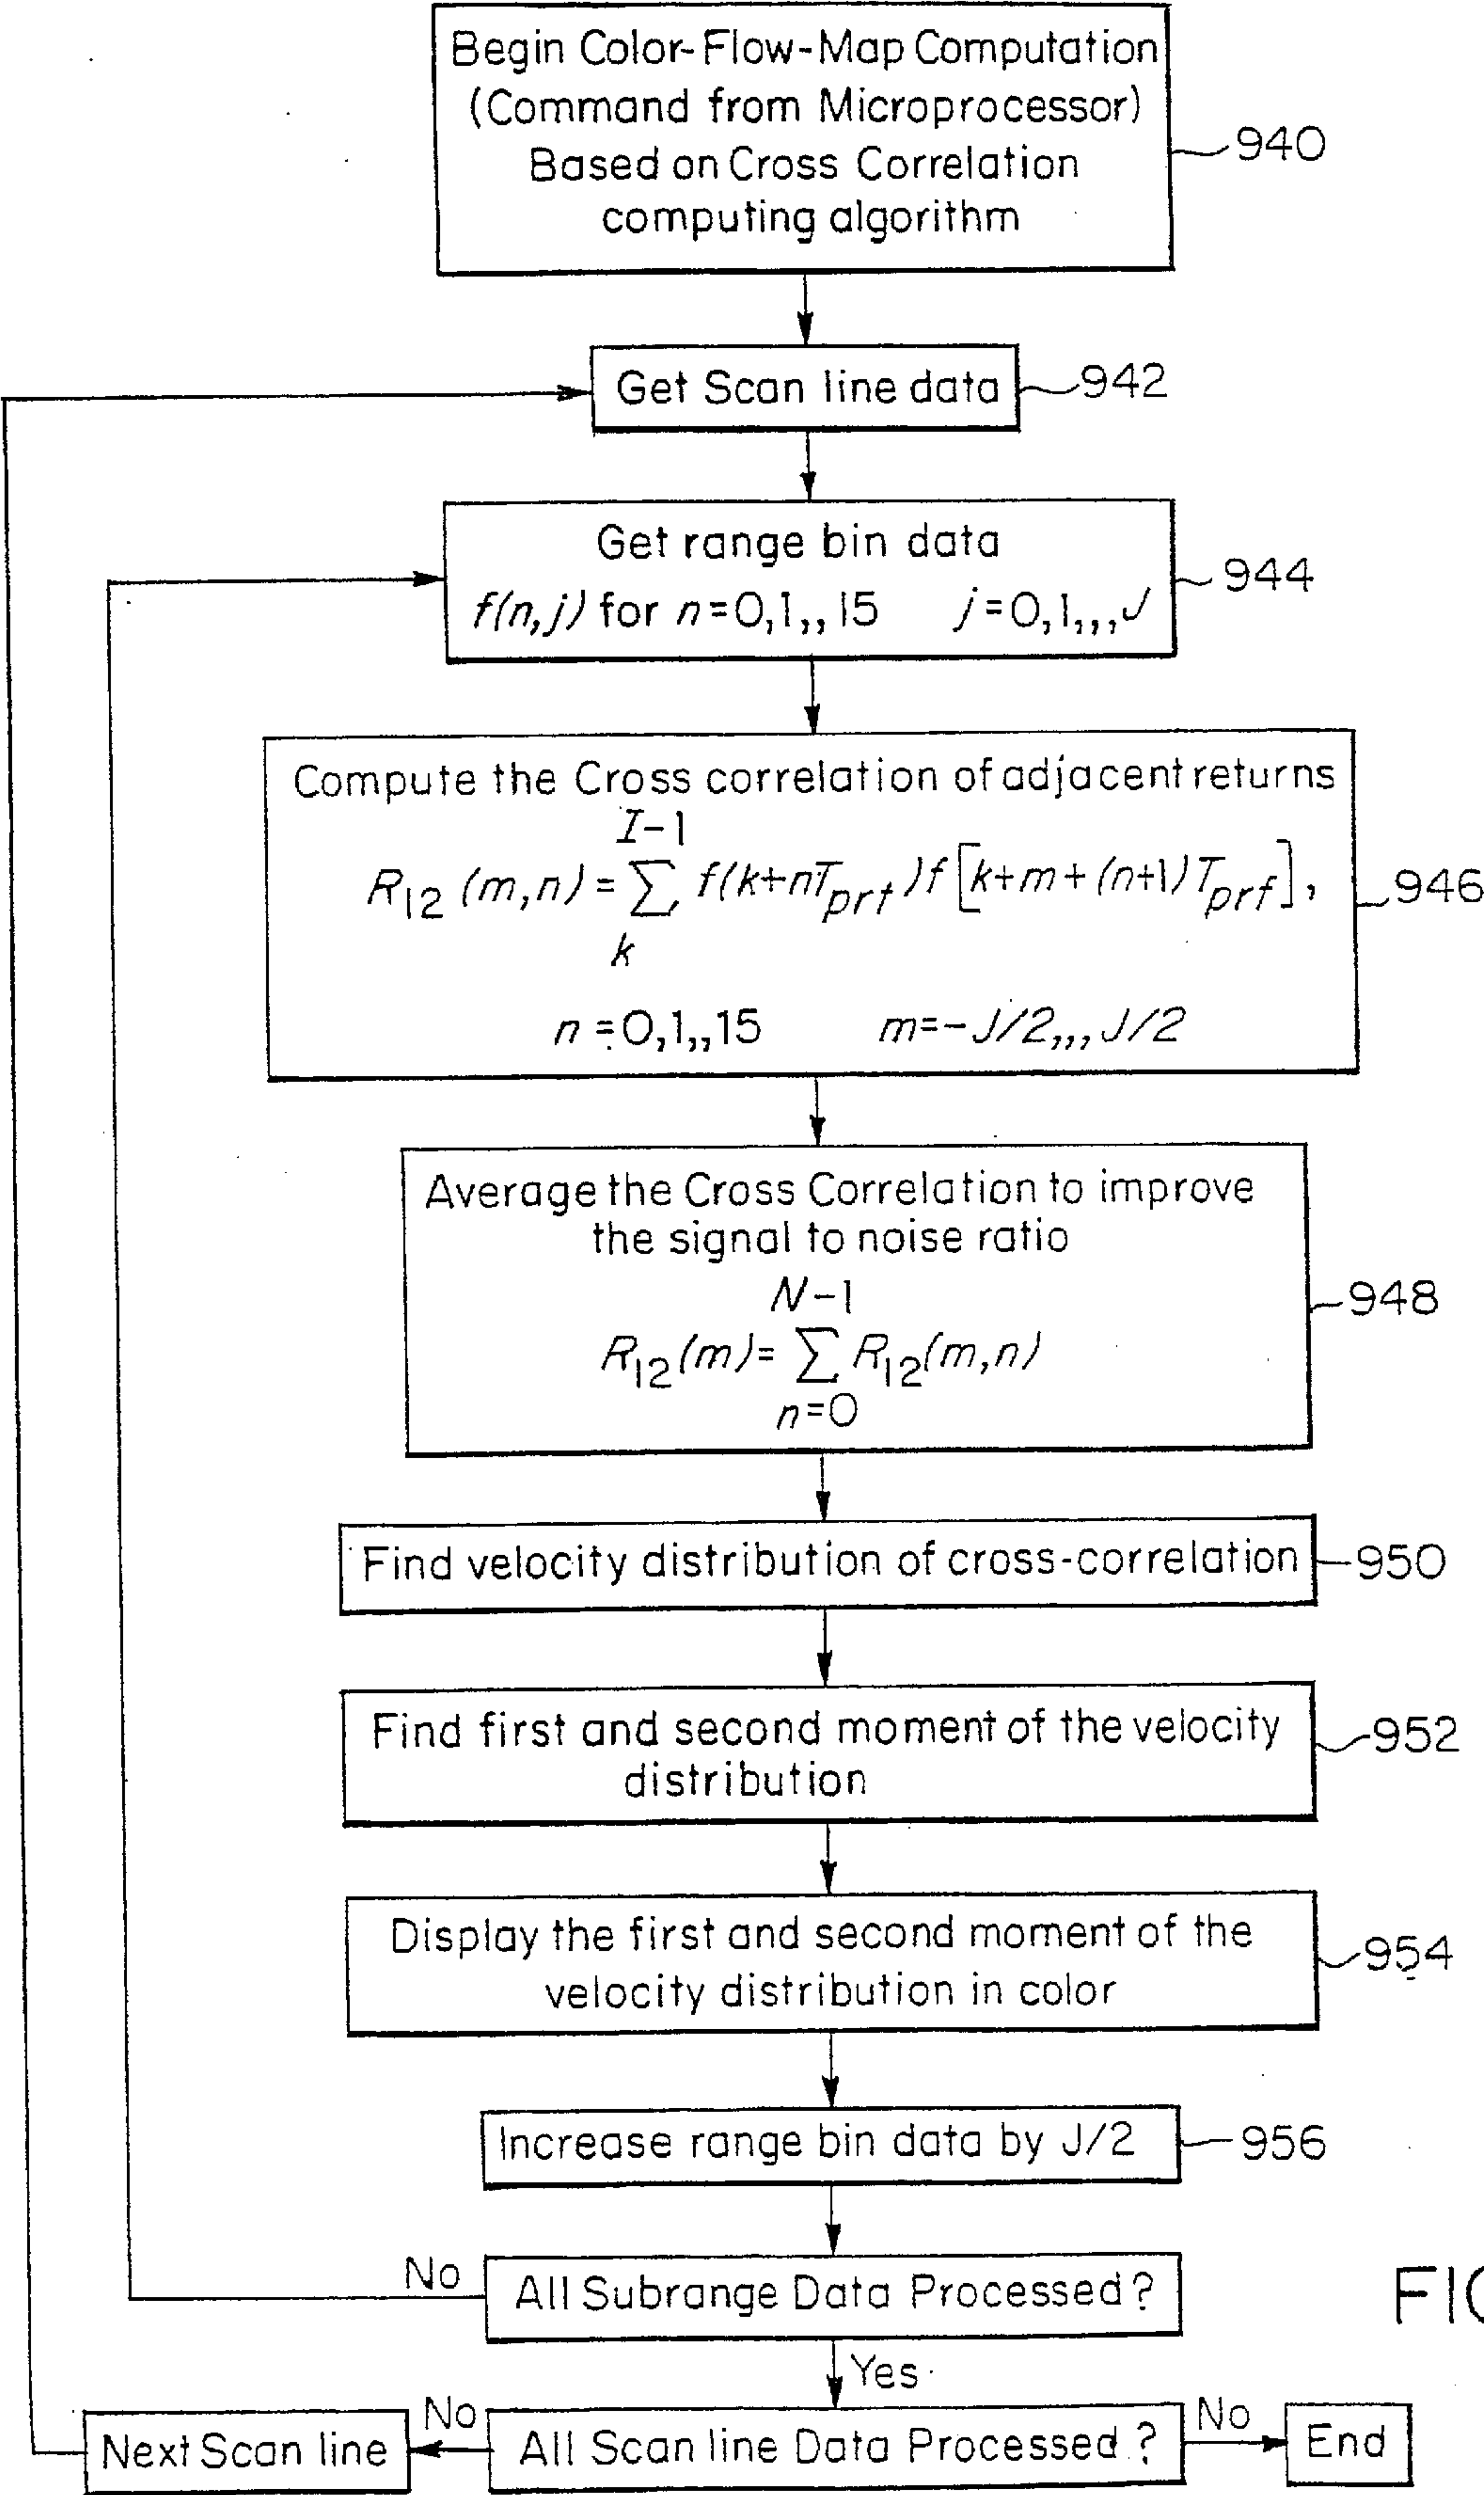 Begin Color-Flow-Map Computation
(Command from Microprocessor)
Based on Cross Correlation
computing algorithm
940
Get Scan line data
942
Get range bin data
f(n,j) for n=0,1,,15 j=0,1,,,J
944
Compute the Cross correlation of adjacent returns
I-1
R12 (m,n) = ∑ f(k+nTprf)f[k+m+(n+1)Tprf],
k
n=0,1,,15 m=-J/2,,,J/2
946
Average the Cross Correlation to improve
the signal to noise ratio
N-1
R12(m)= ∑ R12(m,n)
n=0
948
Find velocity distribution of cross-correlation
950
Find first and second moment of the velocity
distribution
952
Display the first and second moment of the
velocity distribution in color
954
Increase range bin data by J/2
956
No
All Subrange Data Processed?
Yes
Next Scan line
No
All Scan line Data Processed?
No
End